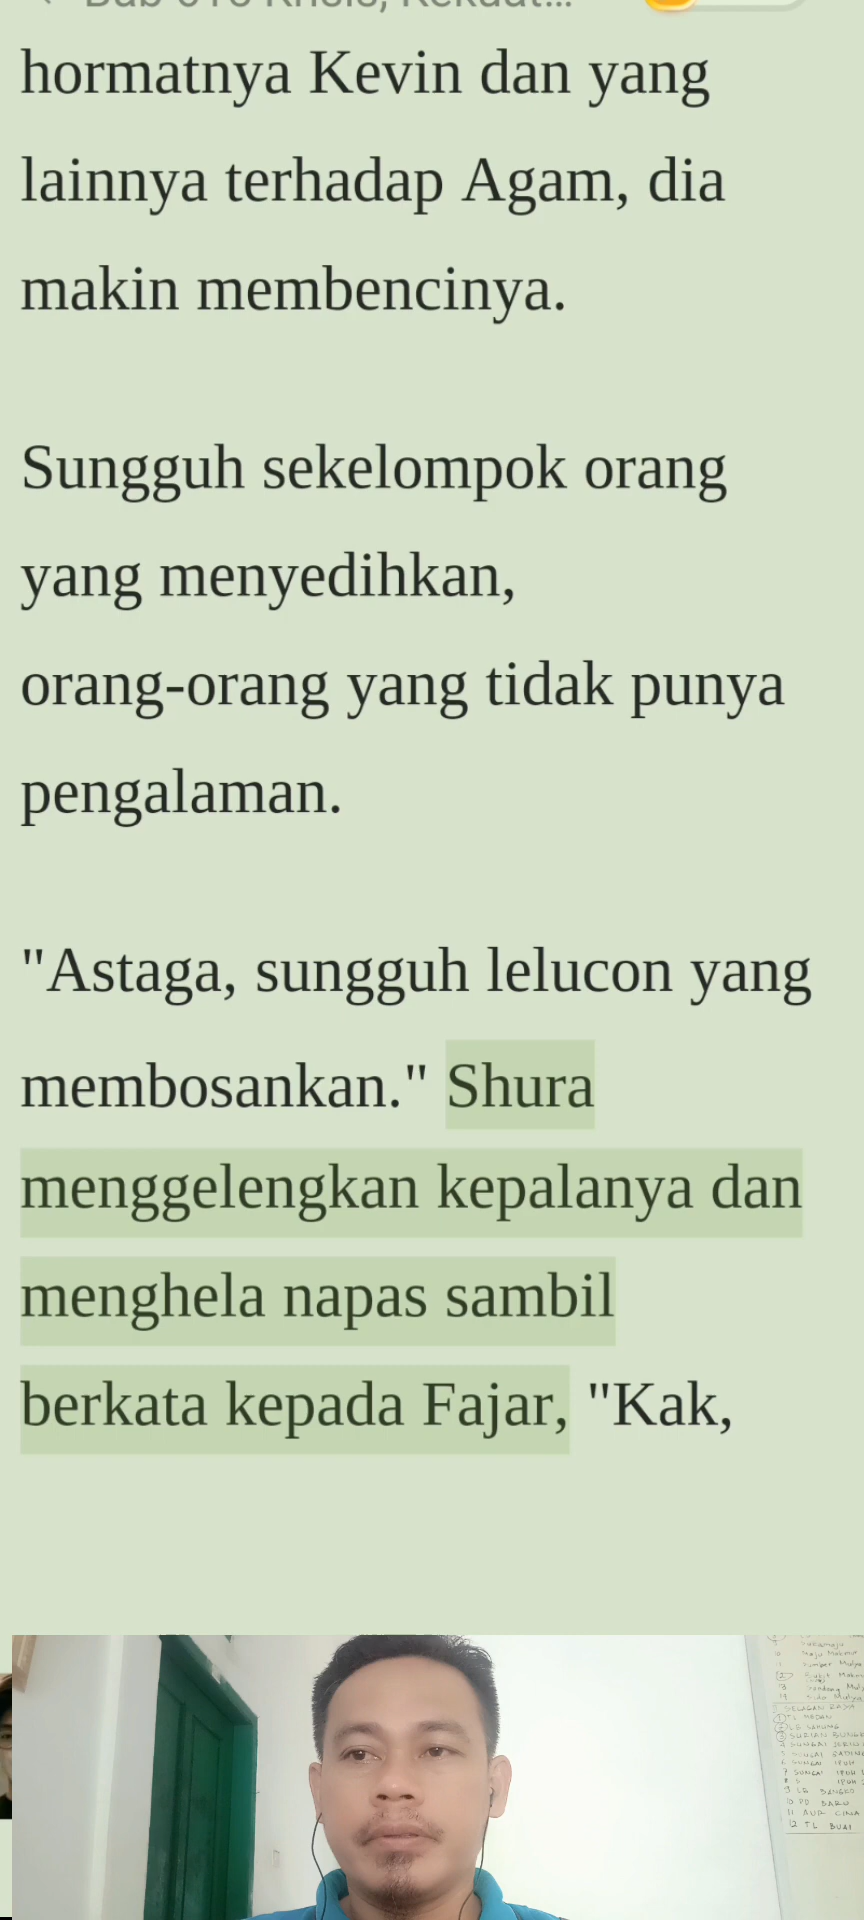 hormatnya Kevin dan yang
lainnya terhadap Agam, dia
makin membencinya.
Sungguh sekelompok orang
yang menyedihkan,
orang-orang yang tidak punya
pengalaman.
"Astaga, sungguh lelucon yang
membosankan." Shura
menggelengkan kepalanya dan
menghela napas sambil
berkata kepada Fajar, "Kak,